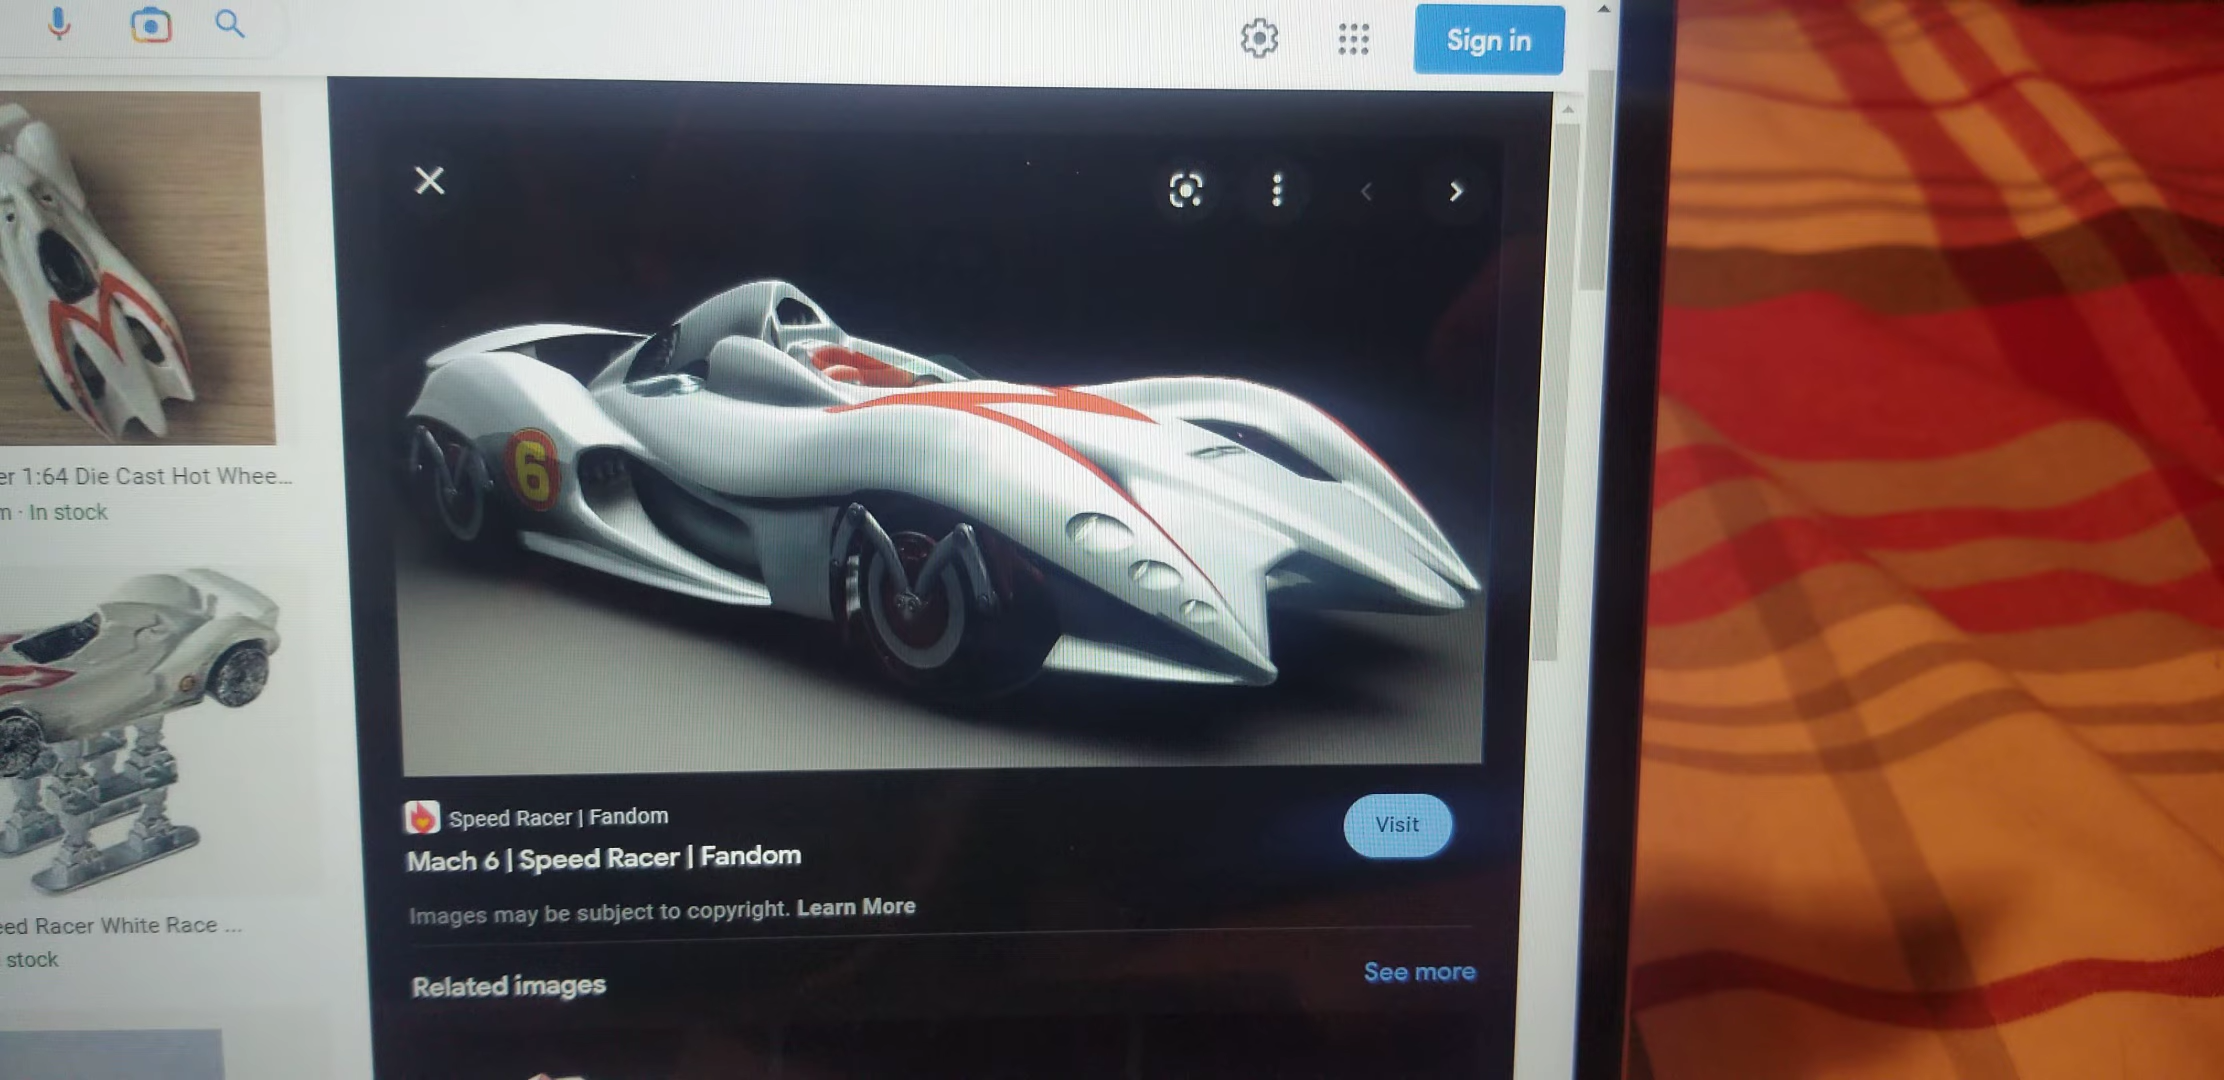 Sign in
er 1:64 Die Cast Hot Whee...
m · In stock
6
Speed Racer | Fandom
Visit
Mach 6 | Speed Racer | Fandom
Images may be subject to copyright. Learn More
eed Racer White Race ...
stock
Related images
See more